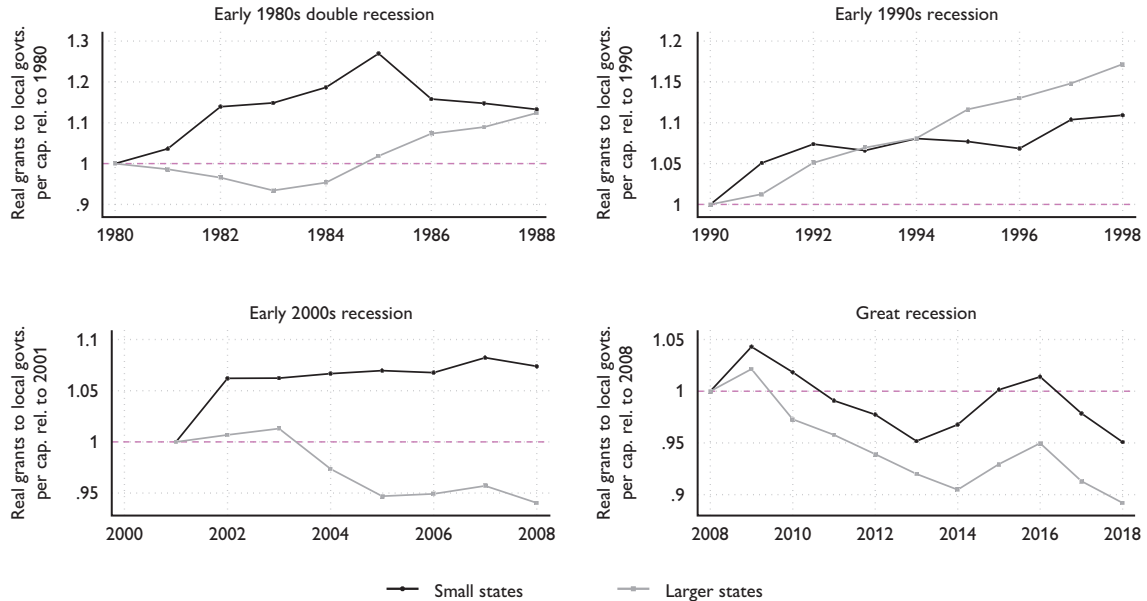 Early 1980s double recession
Real grants to local govts.
per cap. rel. to 1980
1.3
1.2
1.1
1
.9
1980 1982 1984 1986 1988
Early 1990s recession
Real grants to local govts.
per cap. rel. to 1990
1.2
1.15
1.1
1.05
1
1990 1992 1994 1996 1998
Early 2000s recession
Real grants to local govts.
per cap. rel. to 2001
1.1
1.05
1
.95
2000 2002 2004 2006 2008
Great recession
Real grants to local govts.
per cap. rel. to 2008
1.05
1
.95
.9
2008 2010 2012 2014 2016 2018
Small states Larger states